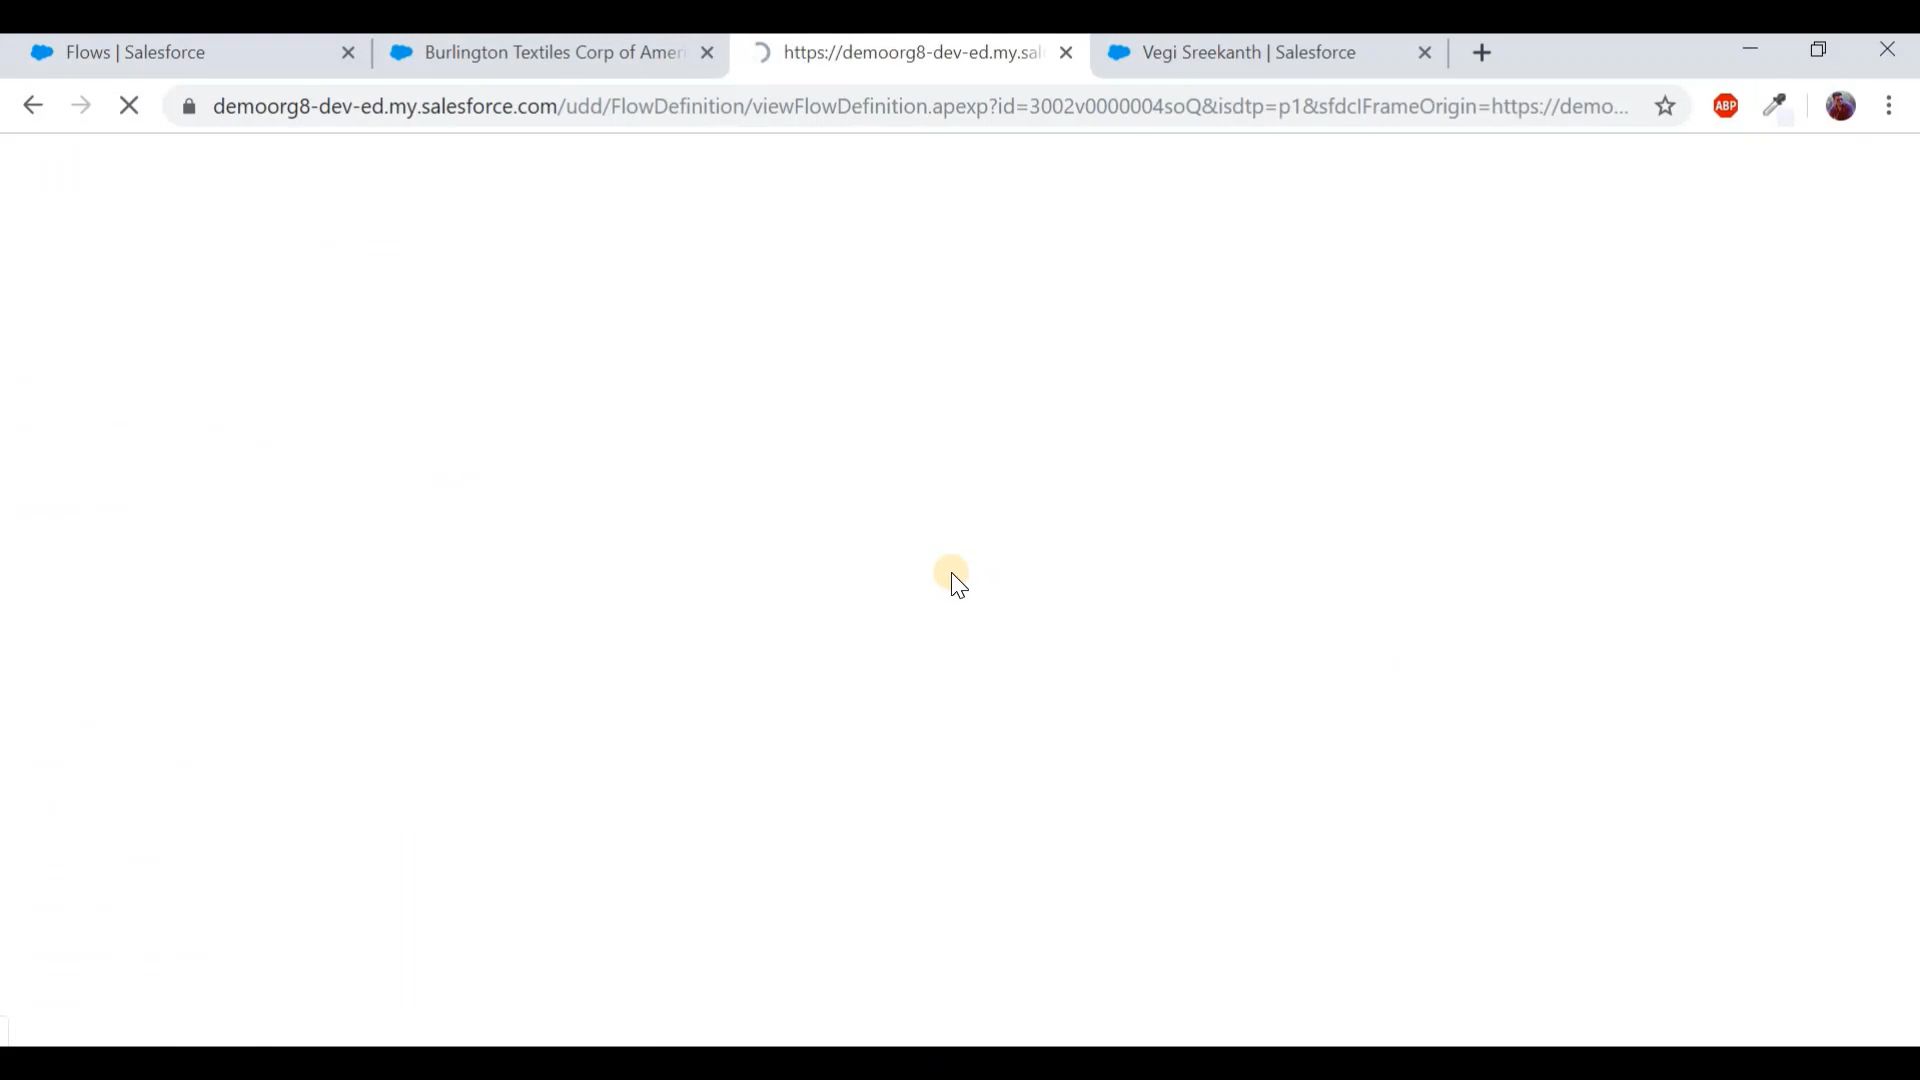 Flows | Salesforce
Burlington Textiles Corp of Amer
https://demoorg8-dev-ed.my.sal
Vegi Sreekanth | Salesforce
demoorg8-dev-ed.my.salesforce.com/udd/FlowDefinition/viewFlowDefinition.apexp?id=3002v0000004soQ&isdtp=p1&sfdcIFrameOrigin=https://demo...
ABP